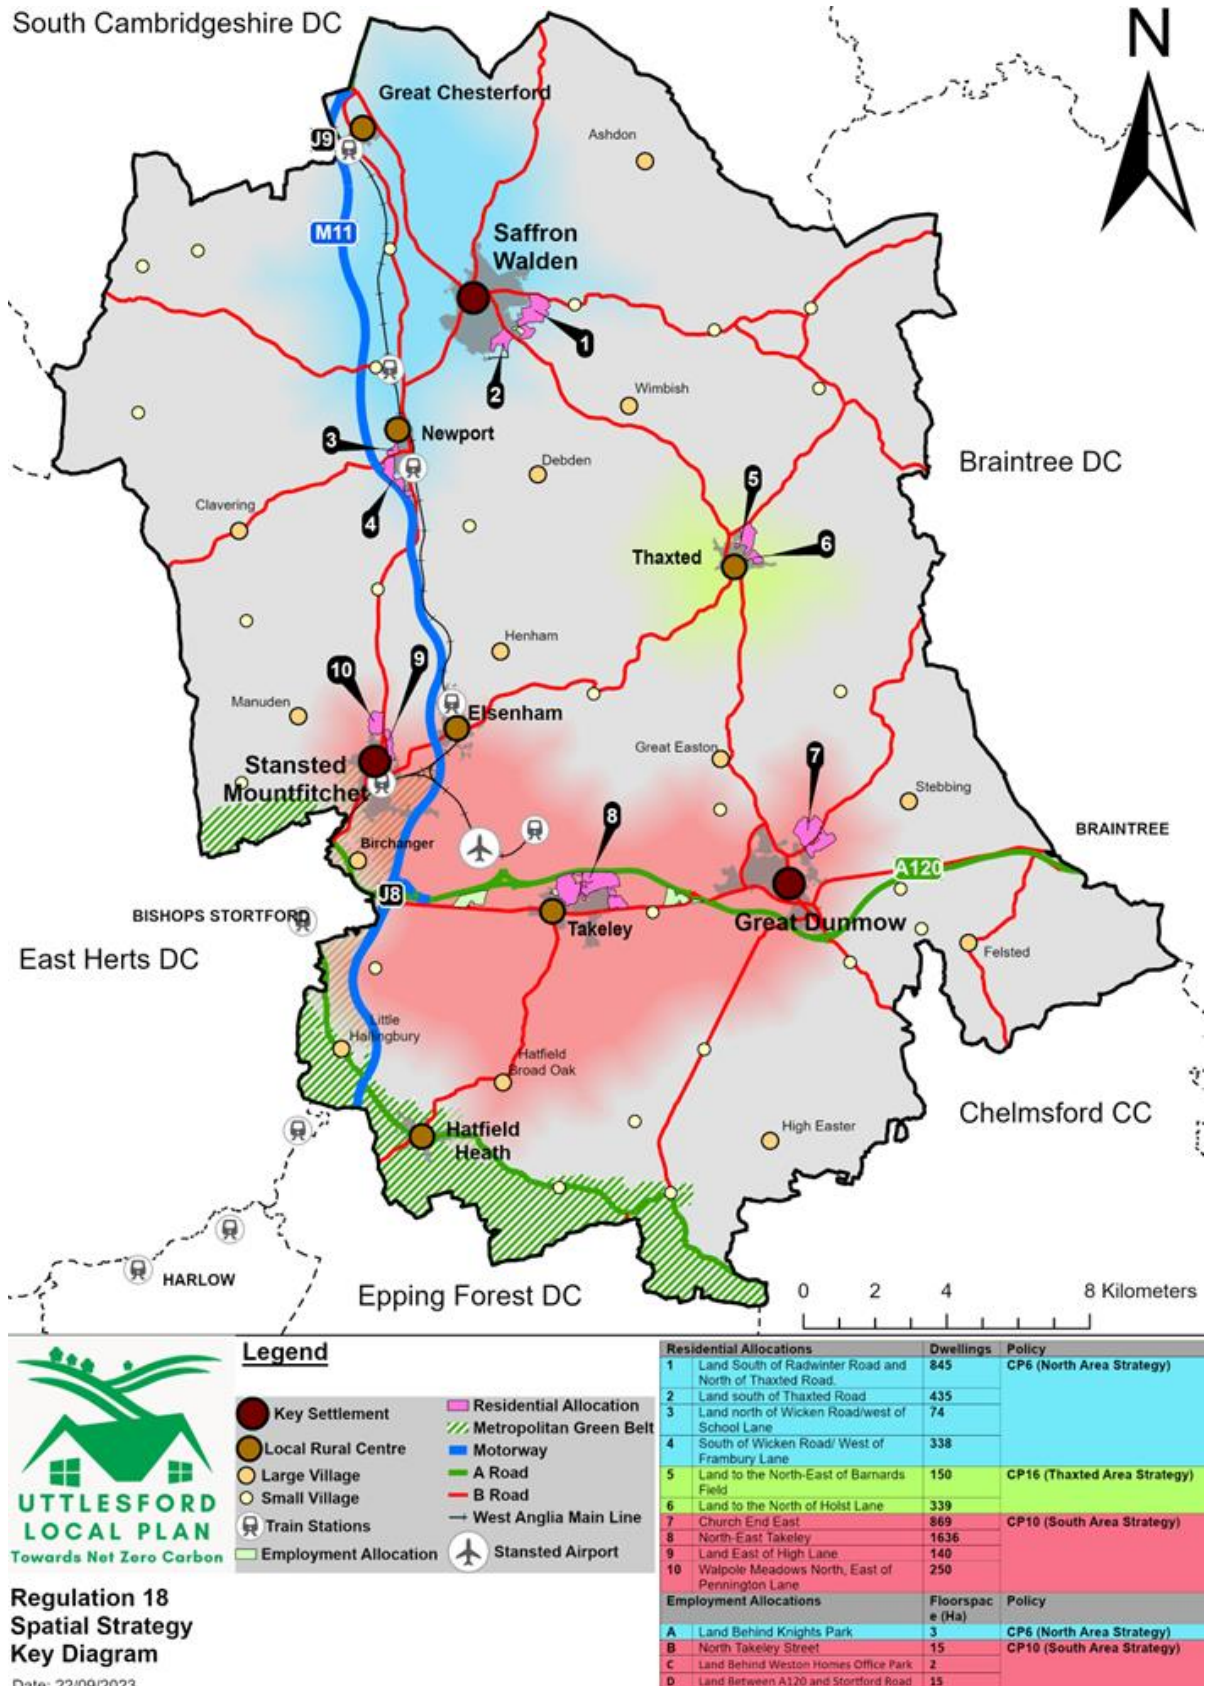 South Cambridgeshire DC
N
Great Chesterford
J9
Ashdon
M11
Saffron
Walden
1
2
Wimbish
3
Newport
Braintree DC
Debden
5
Clavering
4
6
Thaxted
Henham
9
10
Manuden
Elsenham
Great Easton
7
Stansted
Mountfitchet
Stebbing
8
BRAINTREE
Birchanger
A120
J8
BISHOPS STORTFORD
Great Dunmow
Takeley
East Herts DC
Felsted
Little
Hallingbury
Hatfield
Broad Oak
Chelmsford CC
Hatfield
Heath
High Easter
HARLOW
Epping Forest DC
0 2 4 8 Kilometers
UTTLESFORD
LOCAL PLAN
Towards Net Zero Carbon
Regulation 18
Spatial Strategy
Key Diagram
Date: 22/09/2023
Legend
Key Settlement
Local Rural Centre
Large Village
Small Village
Train Stations
Employment Allocation
Residential Allocation
Metropolitan Green Belt
Motorway
A Road
B Road
West Anglia Main Line
Stansted Airport
Residential Allocations Dwellings Policy
1 Land South of Radwinter Road and 845 CP6 (North Area Strategy)
North of Thaxted Road.
2 Land south of Thaxted Road 435
3 Land north of Wicken Road/west of 74
School Lane
4 South of Wicken Road/ West of 338
Frambury Lane
5 Land to the North-East of Barnards 150 CP16 (Thaxted Area Strategy)
Field
6 Land to the North of Holst Lane 339
7 Church End East 869 CP10 (South Area Strategy)
8 North-East Takeley 1636
9 Land East of High Lane 140
10 Walpole Meadows North, East of 250
Pennington Lane
Employment Allocations Floorspac Policy
e (Ha)
A Land Behind Knights Park 3 CP6 (North Area Strategy)
B North Takeley Street 15 CP10 (South Area Strategy)
C Land Behind Weston Homes Office Park 2
D Land Between A120 and Stortford Road 15